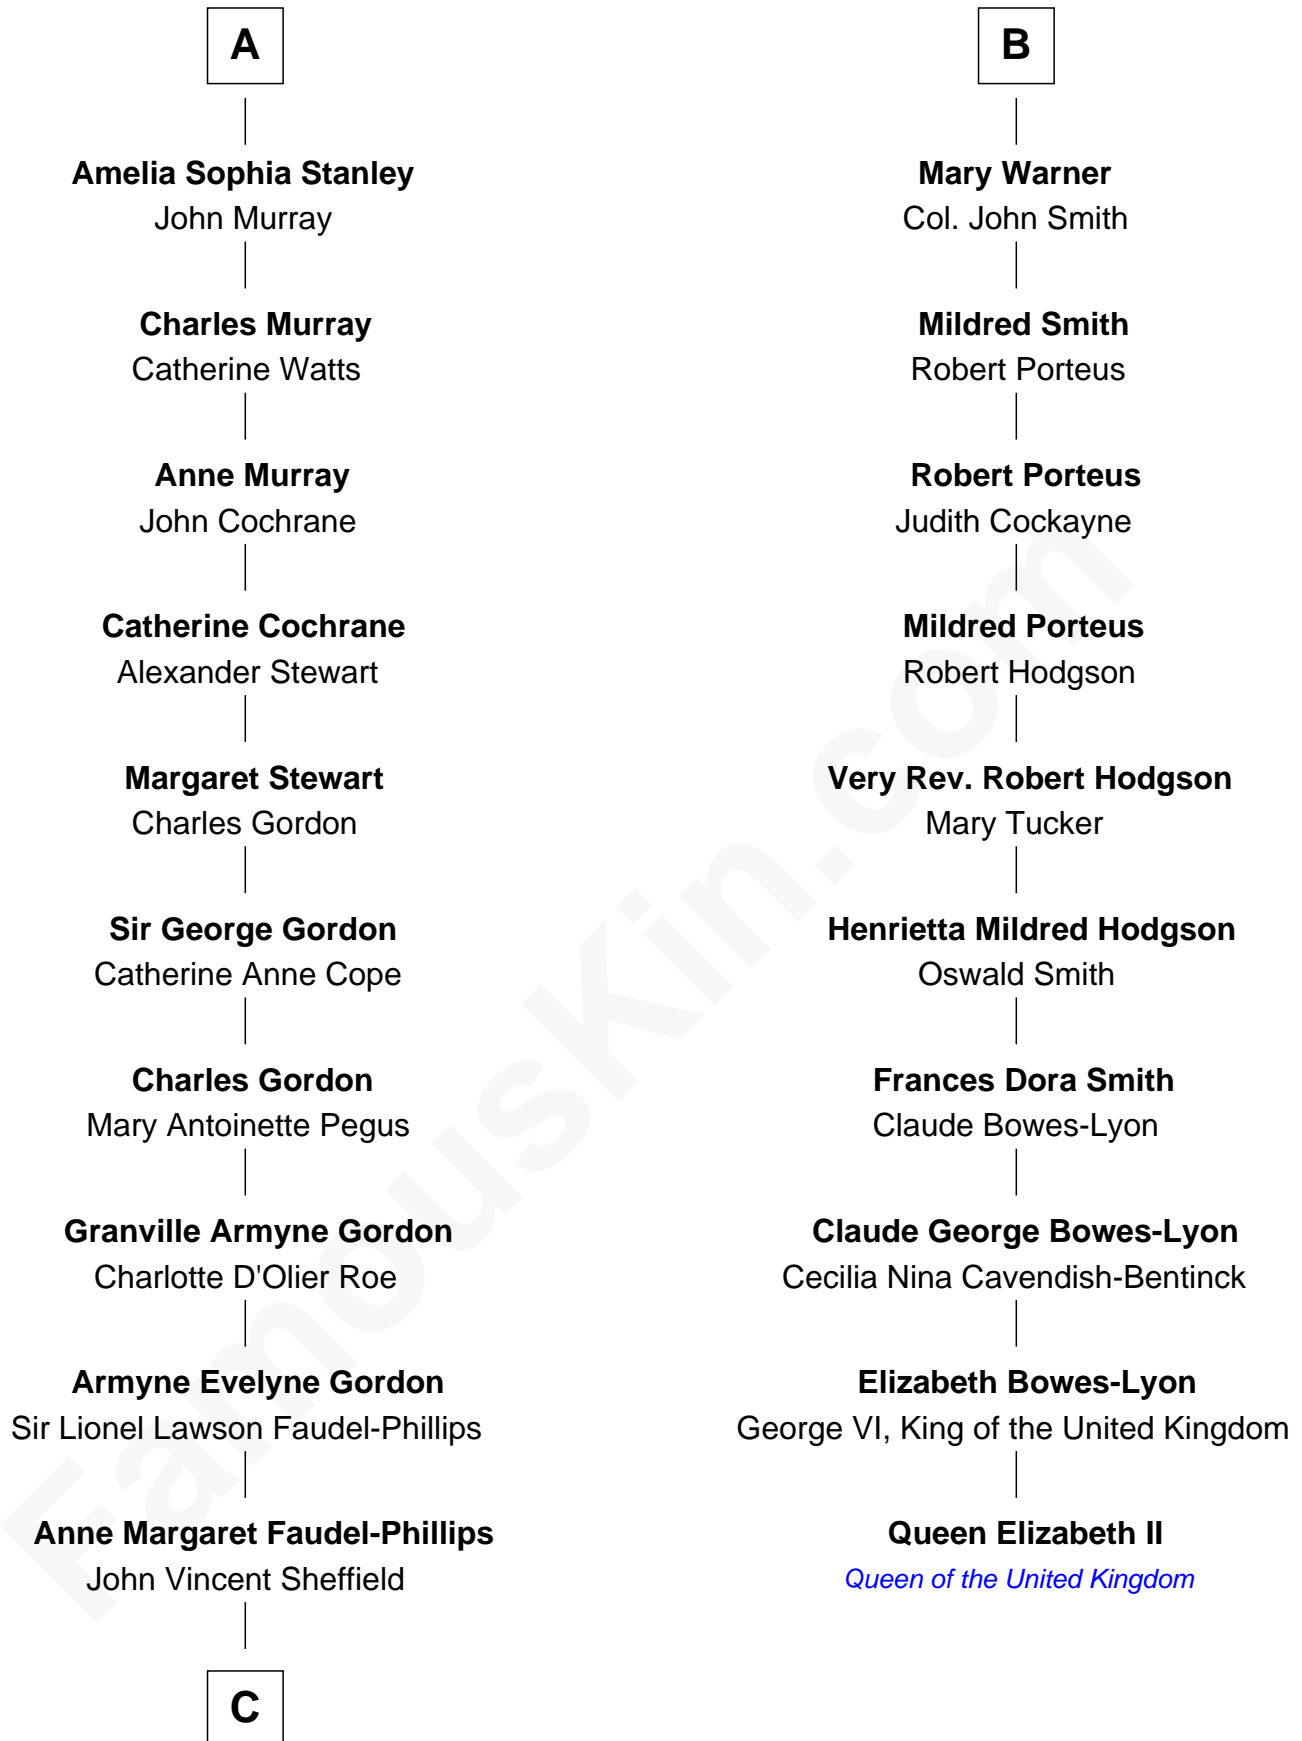 A
Amelia Sophia Stanley
John Murray
Charles Murray
Catherine Watts
Anne Murray
John Cochrane
Catherine Cochrane
Alexander Stewart
Margaret Stewart
Charles Gordon
Sir George Gordon
Catherine Anne Cope
Charles Gordon
Mary Antoinette Pegus
Granville Armyne Gordon
Charlotte D'Olier Roe
Armyne Evelyne Gordon
Sir Lionel Lawson Faudel-Phillips
Anne Margaret Faudel-Phillips
John Vincent Sheffield
C
B
Mary Warner
Col. John Smith
Mildred Smith
Robert Porteus
Robert Porteus
Judith Cockayne
Mildred Porteus
Robert Hodgson
Very Rev. Robert Hodgson
Mary Tucker
Henrietta Mildred Hodgson
Oswald Smith
Frances Dora Smith
Claude Bowes-Lyon
Claude George Bowes-Lyon
Cecilia Nina Cavendish-Bentinck
Elizabeth Bowes-Lyon
George VI, King of the United Kingdom
Queen Elizabeth II
Queen of the United Kingdom
FamousKin.com